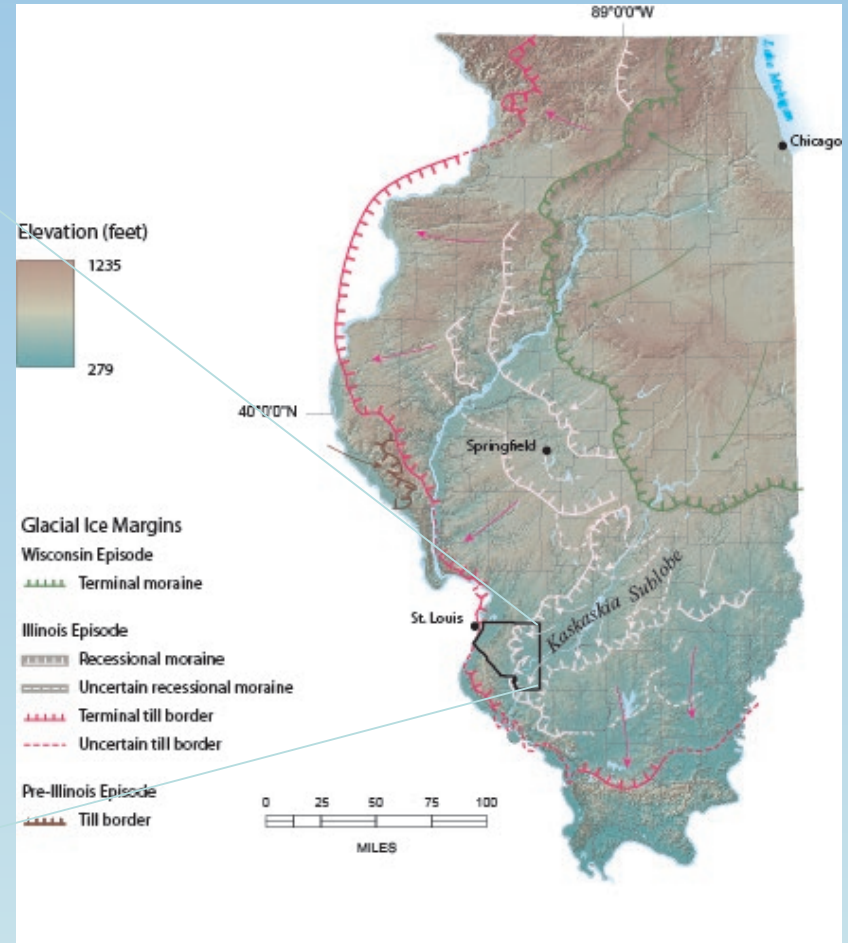 89°0'0"W
Lake Michigan
Chicago
Elevation (feet)
1235
279
40°0'0"N
Springfield
Glacial Ice Margins
Wisconsin Episode
Terminal moraine
Kaskaskia Sublobe
St. Louis
Illinois Episode
Recessional moraine
Uncertain recessional moraine
Terminal till border
Uncertain till border
Pre-Illinois Episode
Till border
0 25 50 75 100
MILES